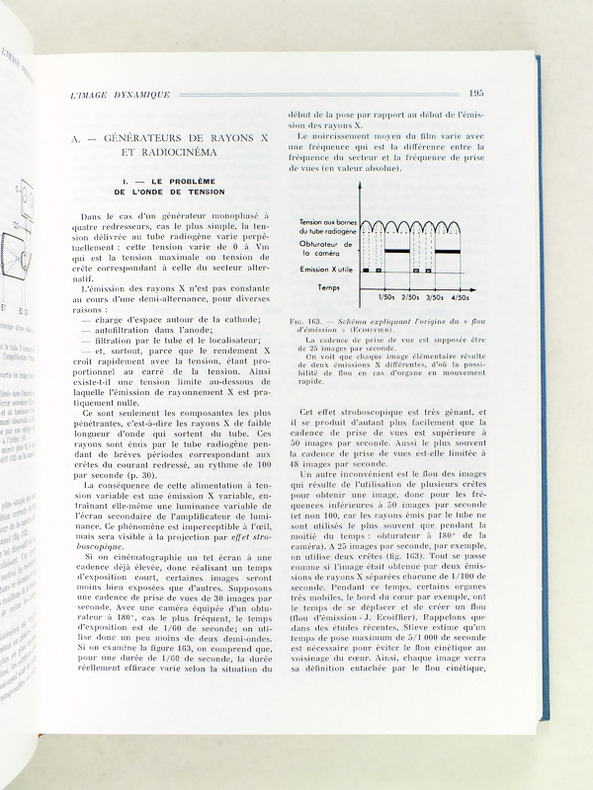 L'IMAGE DYNAMIQUE
195
A. — GÉNÉRATEURS DE RAYONS X
ET RADIOCINÉMA
I. — LE PROBLÈME
DE L'ONDE DE TENSION
Dans le cas d'un générateur monophasé à
quatre redresseurs, cas le plus simple, la ten-
sion délivrée au tube radiogène varie perpé-
tuellement : cette tension varie de 0 à Vm
qui est la tension maximale ou tension de
crête correspondant à celle du secteur alter-
natif.
L'émission des rayons X n'est pas constante
au cours d'une demi-alternance, pour diverses
raisons :
— charge d'espace autour de la cathode;
— autofiltration dans l'anode;
— filtration par le tube et le localisateur;
— et, surtout, parce que le rendement X
croît rapidement avec la tension, étant pro-
portionnel au carré de la tension. Ainsi
existe-t-il une tension limite au-dessous de
laquelle l'émission de rayonnement X est pra-
tiquement nulle.
Ce sont seulement les composantes les plus
pénétrantes, c'est-à-dire les rayons X de faible
longueur d'onde qui sortent du tube. Ces
rayons sont émis par le tube radiogène pen-
dant de brèves périodes correspondant aux
crêtes du courant redressé, au rythme de 100
par seconde (p. 30).
La conséquence de cette alimentation à ten-
sion variable est une émission X variable, en-
traînant elle-même une luminance variable de
l'écran secondaire de l'amplificateur de lumi-
nance. Ce phénomène est imperceptible à l'œil,
mais sera visible à la projection par effet stro-
boscopique.
Si on cinématographie un tel écran à une
cadence déjà élevée, donc réalisant un temps
d'exposition court, certaines images seront
moins bien exposées que d'autres. Supposons
une cadence de prise de vues de 30 images par
seconde. Avec une caméra équipée d'un obtu-
rateur à 180°, cas le plus fréquent, le temps
d'exposition est de 1/60 de seconde; on uti-
lise donc un peu moins de deux demi-ondes.
Si on examine la figure 163, on comprend que,
pour une durée de 1/60 de seconde, la durée
réellement efficace varie selon la situation du
début de la pose par rapport au début de l'émis-
sion des rayons X.
Le noircissement moyen du film varie avec
une fréquence qui est la différence entre la
fréquence du secteur et la fréquence de prise
de vues (en valeur absolue).
Tension aux bornes
du tube radiogène
Obturateur de
la caméra
Emission X utile
Temps
1/50s 2/50s 3/50s 4/50s
FIG. 163. — Schéma expliquant l'origine du « flou
d'émission » (ECOIFFIER).
La cadence de prise de vue est supposée être
de 25 images par seconde.
On voit que chaque image élémentaire résulte
de deux émissions X différentes, d'où la possi-
bilité de flou en cas d'organe en mouvement
rapide.
Cet effet stroboscopique est très gênant, et
il se produit d'autant plus facilement que la
cadence de prise de vues est supérieure à
50 images par seconde. Aussi le plus souvent
la cadence de prises de vues est-elle limitée à
48 images par seconde.
Un autre inconvénient est le flou des images
qui résulte de l'utilisation de plusieurs crêtes
pour obtenir une image, donc pour les fré-
quences inférieures à 50 images par seconde
(et non 100, car les rayons émis par le tube ne
sont utilisés le plus souvent que pendant la
moitié du temps : obturateur à 180° de la
caméra). A 25 images par seconde, par exemple,
on utilise deux crêtes (fig. 163). Tout se passe
comme si l'image était obtenue par deux émis-
sions de rayons X séparées chacune de 1/100 de
seconde. Pendant ce temps, certains organes
très mobiles, le bord du cœur par exemple, ont
le temps de se déplacer et de créer un flou
(flou d'émission - J. Ecoiffier). Rappelons que
dans des études récentes, Stieve estime qu'un
temps de pose maximum de 5/1 000 de seconde
est nécessaire pour éviter le flou cinétique au
voisinage du cœur. Ainsi, chaque image verra
sa définition entachée par le flou cinétique,